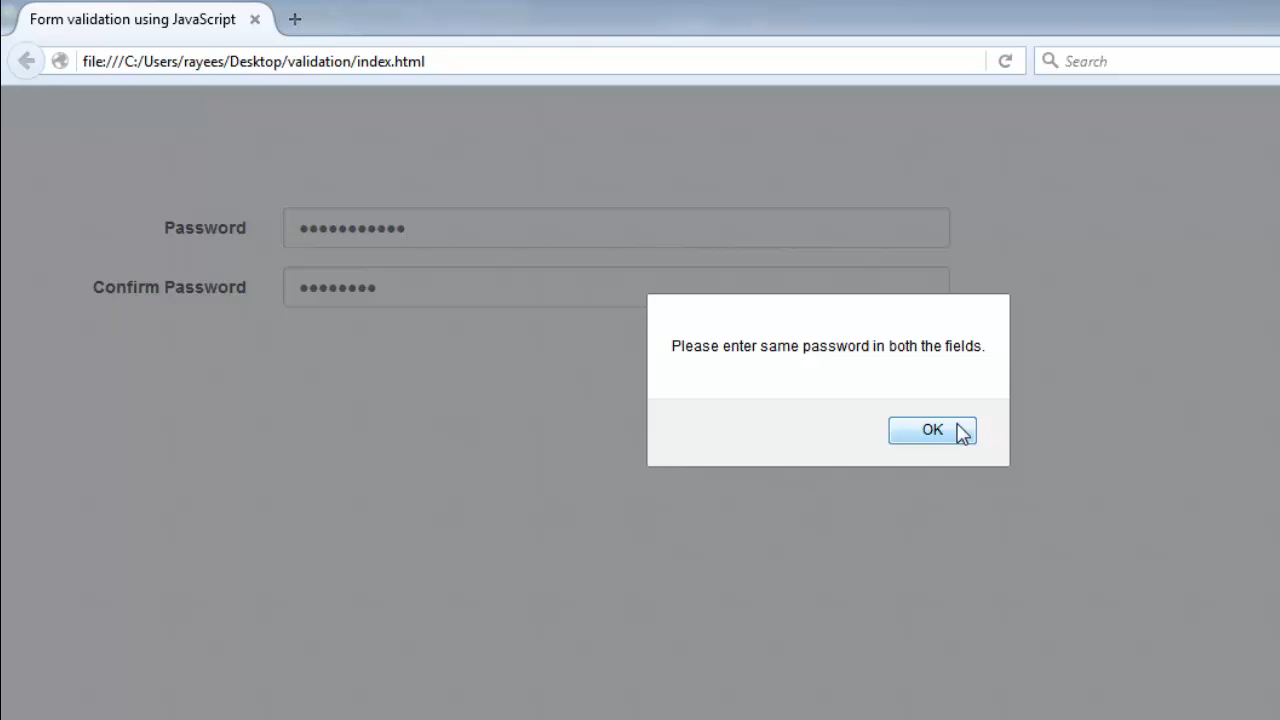 Form validation using JavaScript
file:///C:/Users/rayees/Desktop/validation/index.html
Search
Password
•••••••••••
Confirm Password
••••••••
Please enter same password in both the fields.
OK